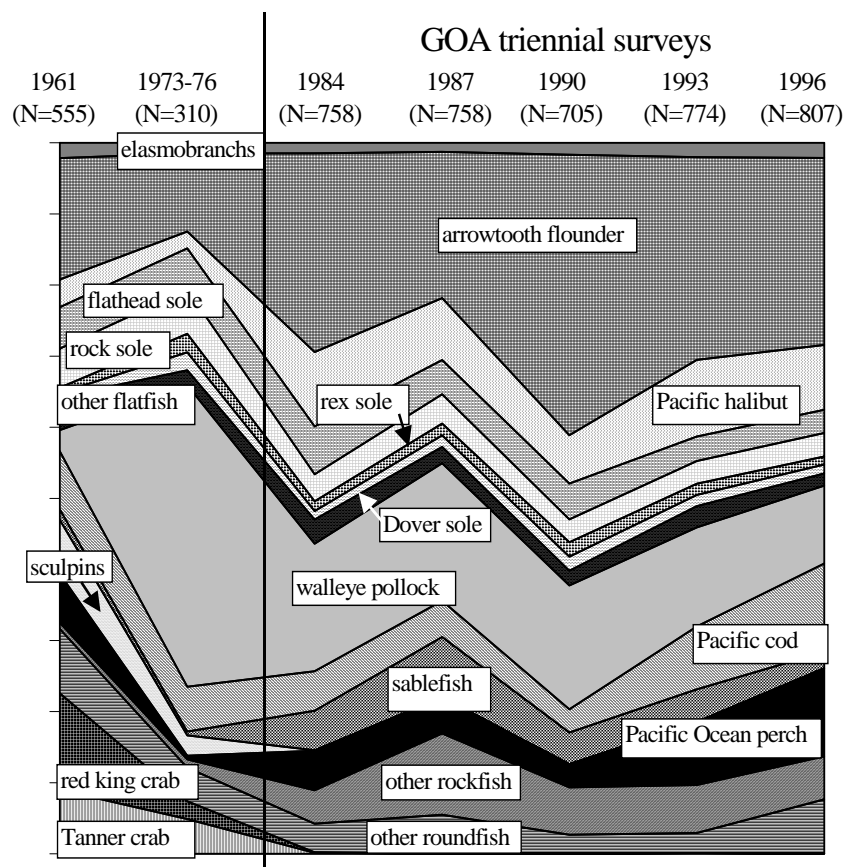 GOA triennial surveys
1961
(N=555)
1973-76
(N=310)
1984
(N=758)
1987
(N=758)
1990
(N=705)
1993
(N=774)
1996
(N=807)
elasmobranchs
arrowtooth flounder
flathead sole
rock sole
other flatfish
rex sole
Pacific halibut
Dover sole
sculpins
walleye pollock
Pacific cod
sablefish
Pacific Ocean perch
red king crab
other rockfish
Tanner crab
other roundfish